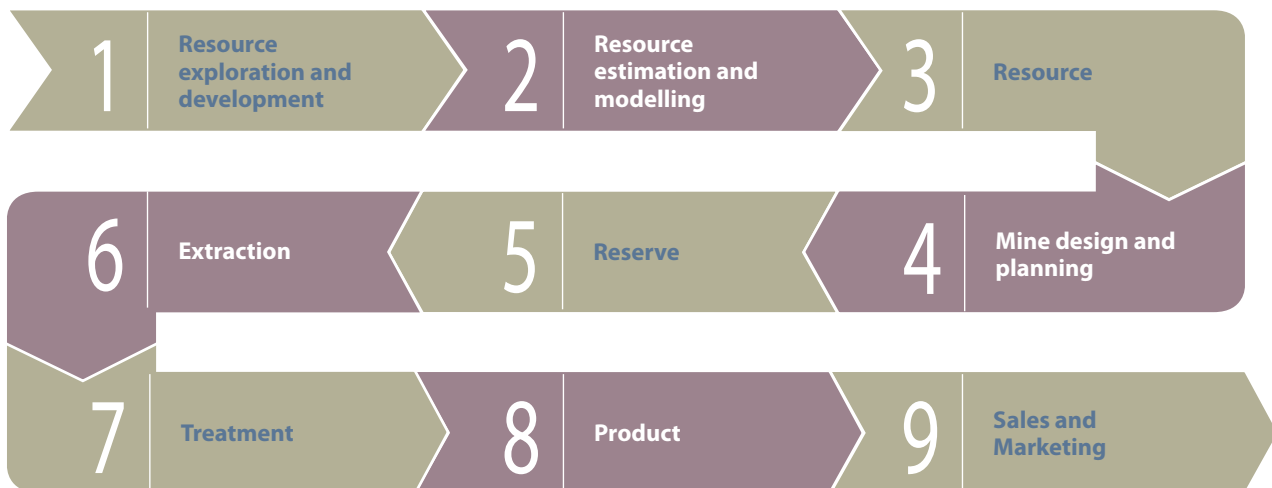 1
Resource
exploration and
development
2
Resource
estimation and
modelling
3
Resource
4
Mine design and
planning
5
Reserve
6
Extraction
7
Treatment
8
Product
9
Sales and
Marketing